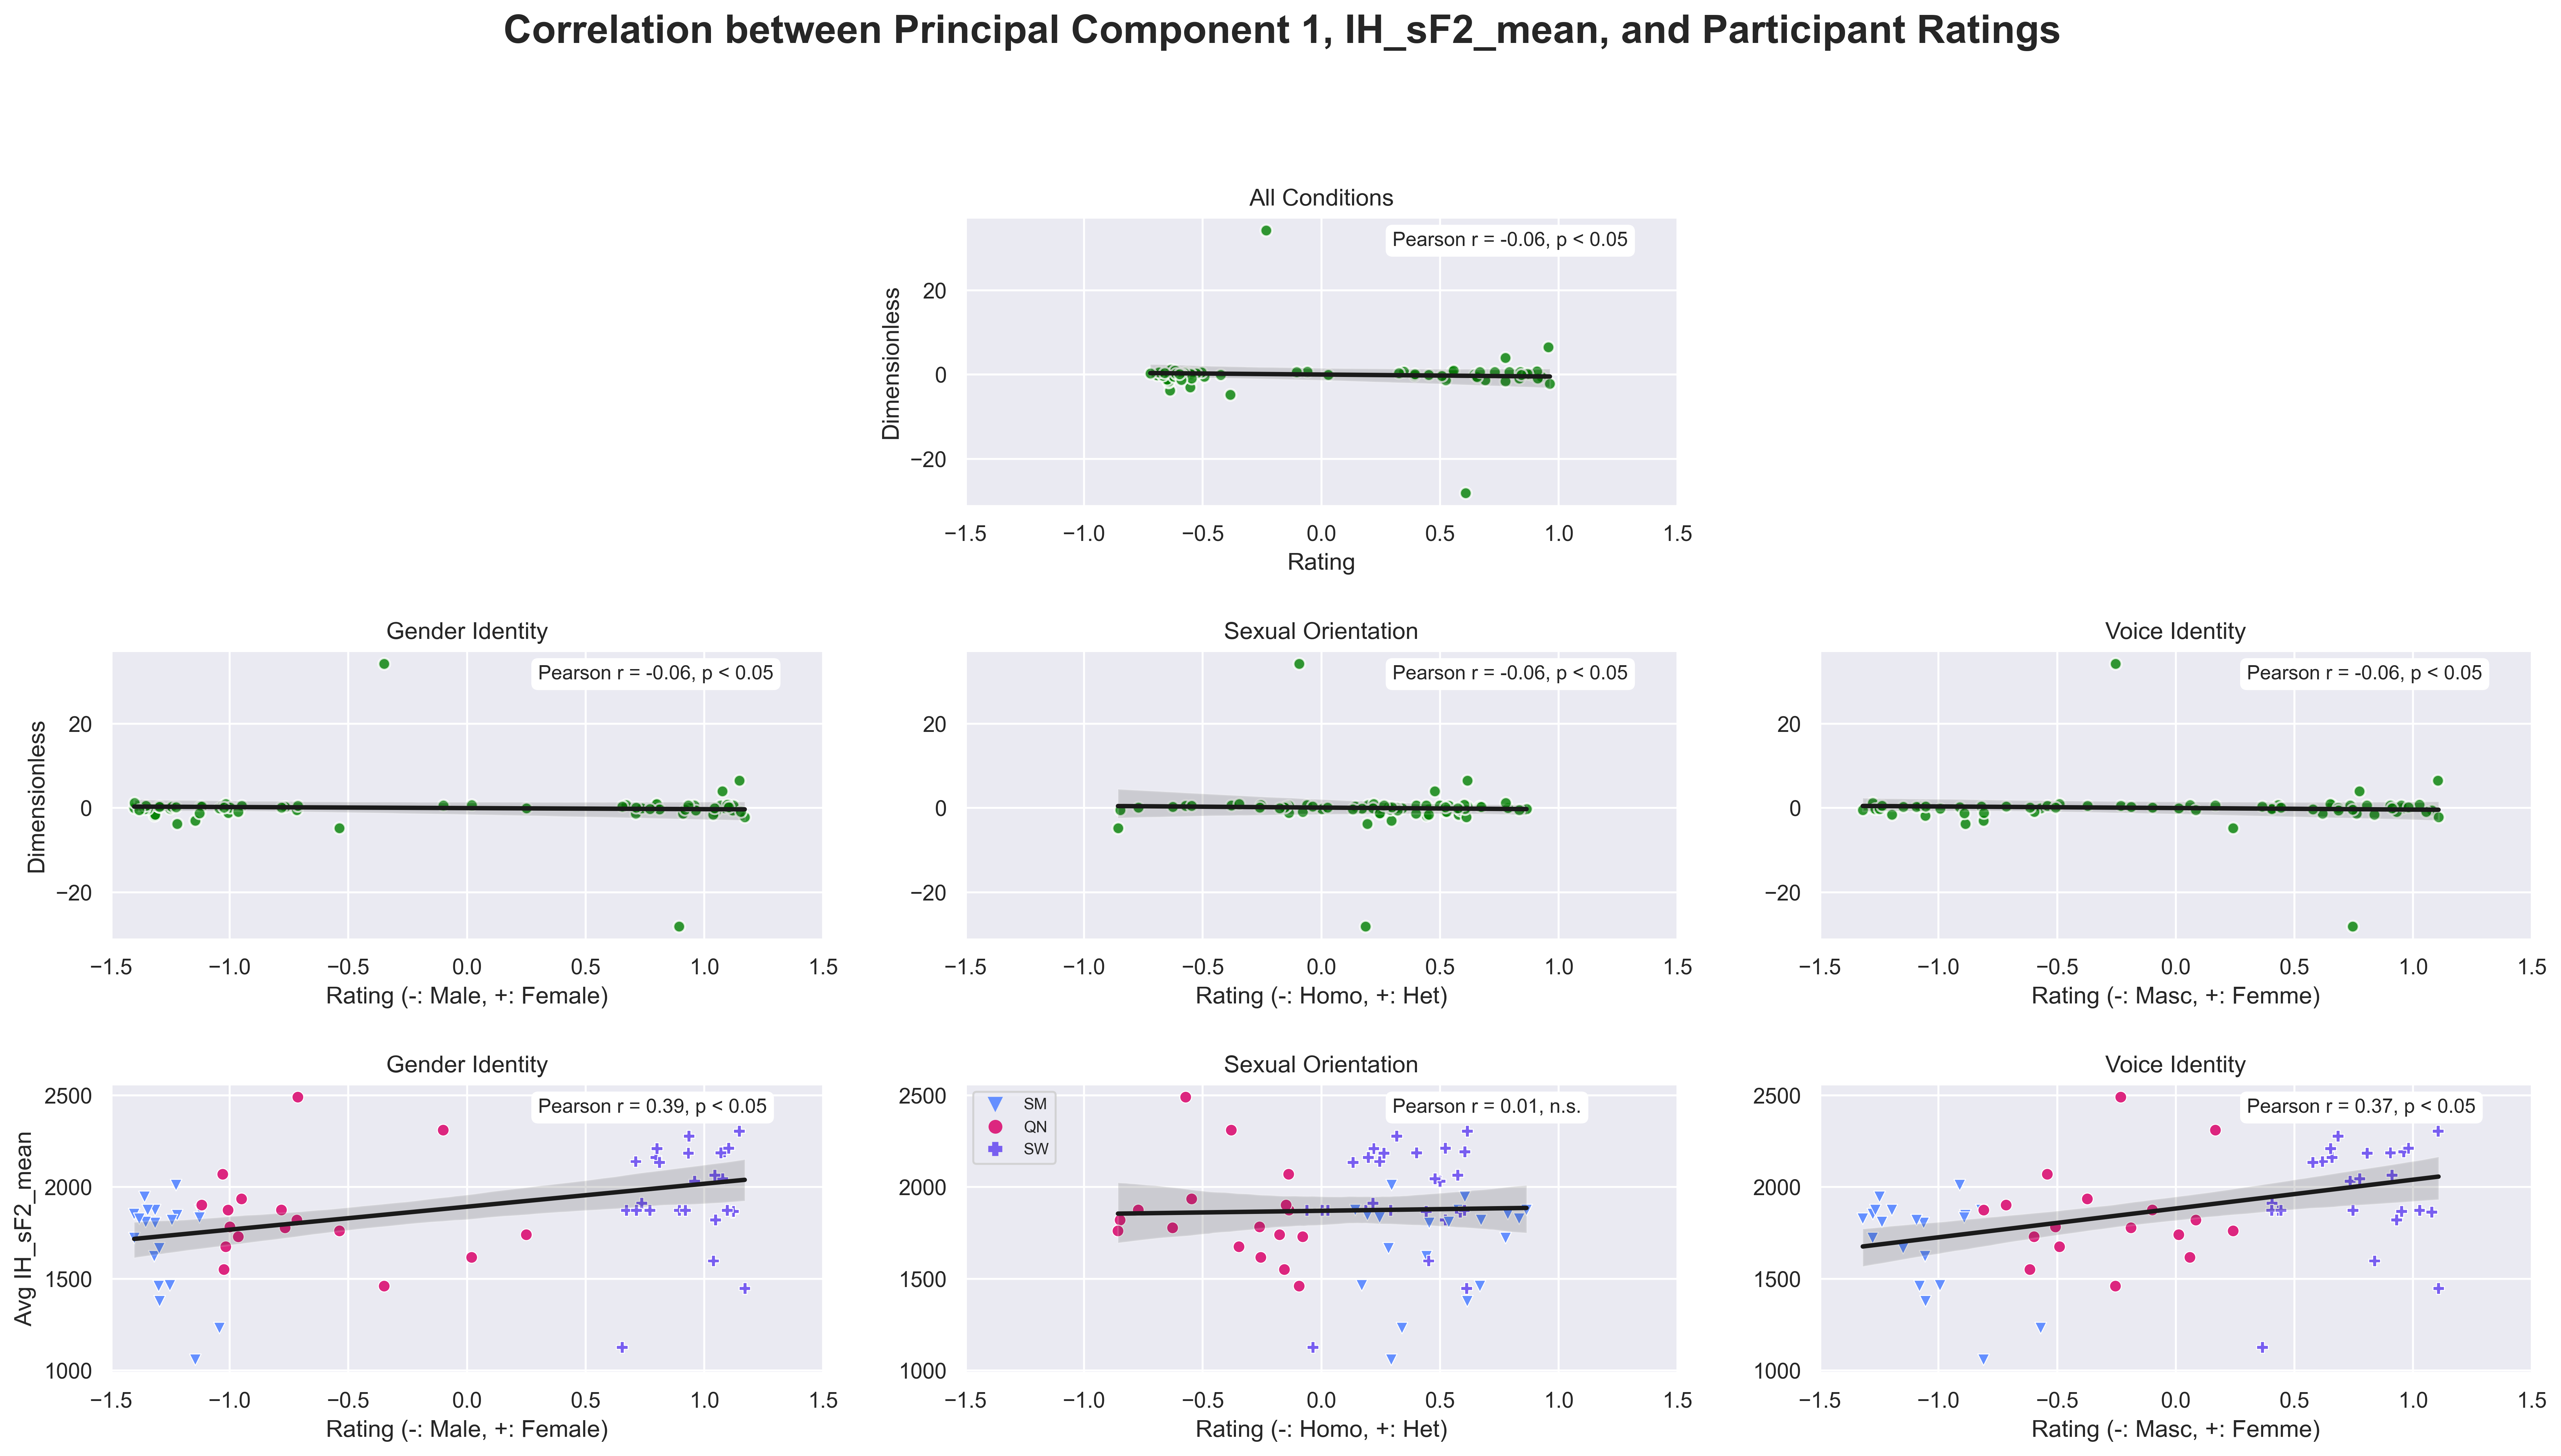 Correlation between Principal Component 1, IH_sF2_mean, and Participant Ratings
All Conditions
Pearson r = -0.06, p < 0.05
Dimensionless
20
0
−20
−1.5 −1.0 −0.5 0.0 0.5 1.0 1.5
Rating
Gender Identity
Pearson r = -0.06, p < 0.05
Dimensionless
20
0
−20
−1.5 −1.0 −0.5 0.0 0.5 1.0 1.5
Rating (-: Male, +: Female)
Sexual Orientation
Pearson r = -0.06, p < 0.05
−1.5 −1.0 −0.5 0.0 0.5 1.0 1.5
20
0
−20
Rating (-: Homo, +: Het)
Voice Identity
Pearson r = -0.06, p < 0.05
20
0
−20
−1.5 −1.0 −0.5 0.0 0.5 1.0 1.5
Rating (-: Masc, +: Femme)
Gender Identity
Pearson r = 0.39, p < 0.05
Avg IH_sF2_mean
2500
2000
1500
1000
−1.5 −1.0 −0.5 0.0 0.5 1.0 1.5
Rating (-: Male, +: Female)
Sexual Orientation
Pearson r = 0.01, n.s.
SM
QN
SW
2500
2000
1500
1000
−1.5 −1.0 −0.5 0.0 0.5 1.0 1.5
Rating (-: Homo, +: Het)
Voice Identity
Pearson r = 0.37, p < 0.05
2500
2000
1500
1000
−1.5 −1.0 −0.5 0.0 0.5 1.0 1.5
Rating (-: Masc, +: Femme)